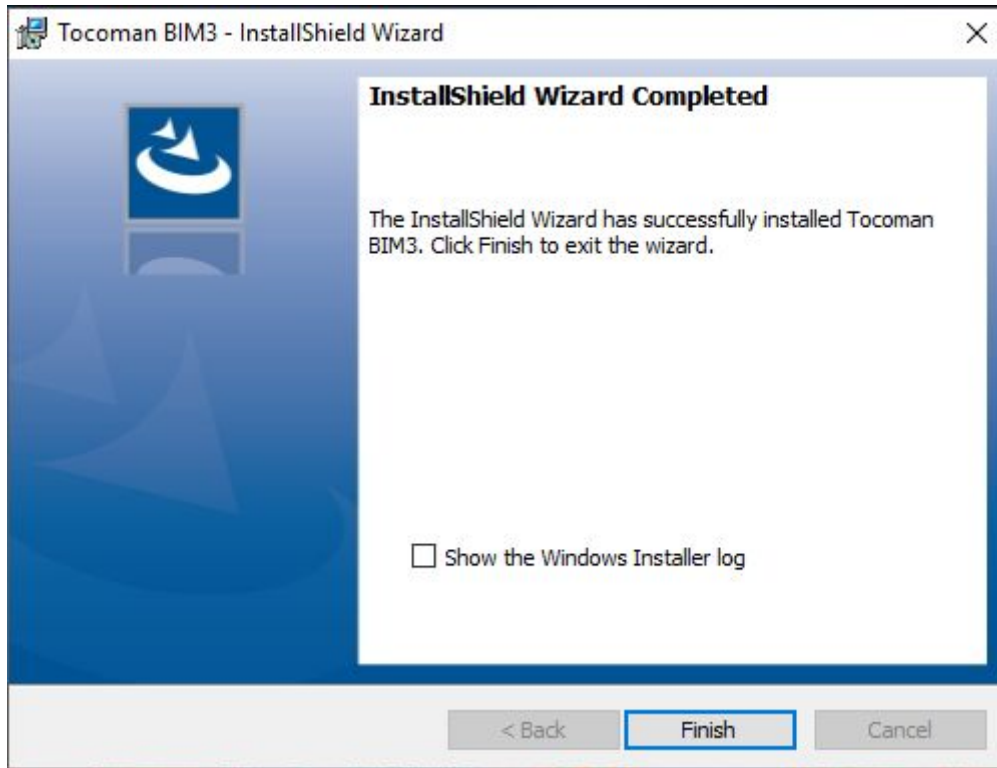 Tocoman BIM3 - InstallShield Wizard
InstallShield Wizard Completed
The InstallShield Wizard has successfully installed Tocoman
BIM3. Click Finish to exit the wizard.
Show the Windows Installer log
< Back
Finish
Cancel